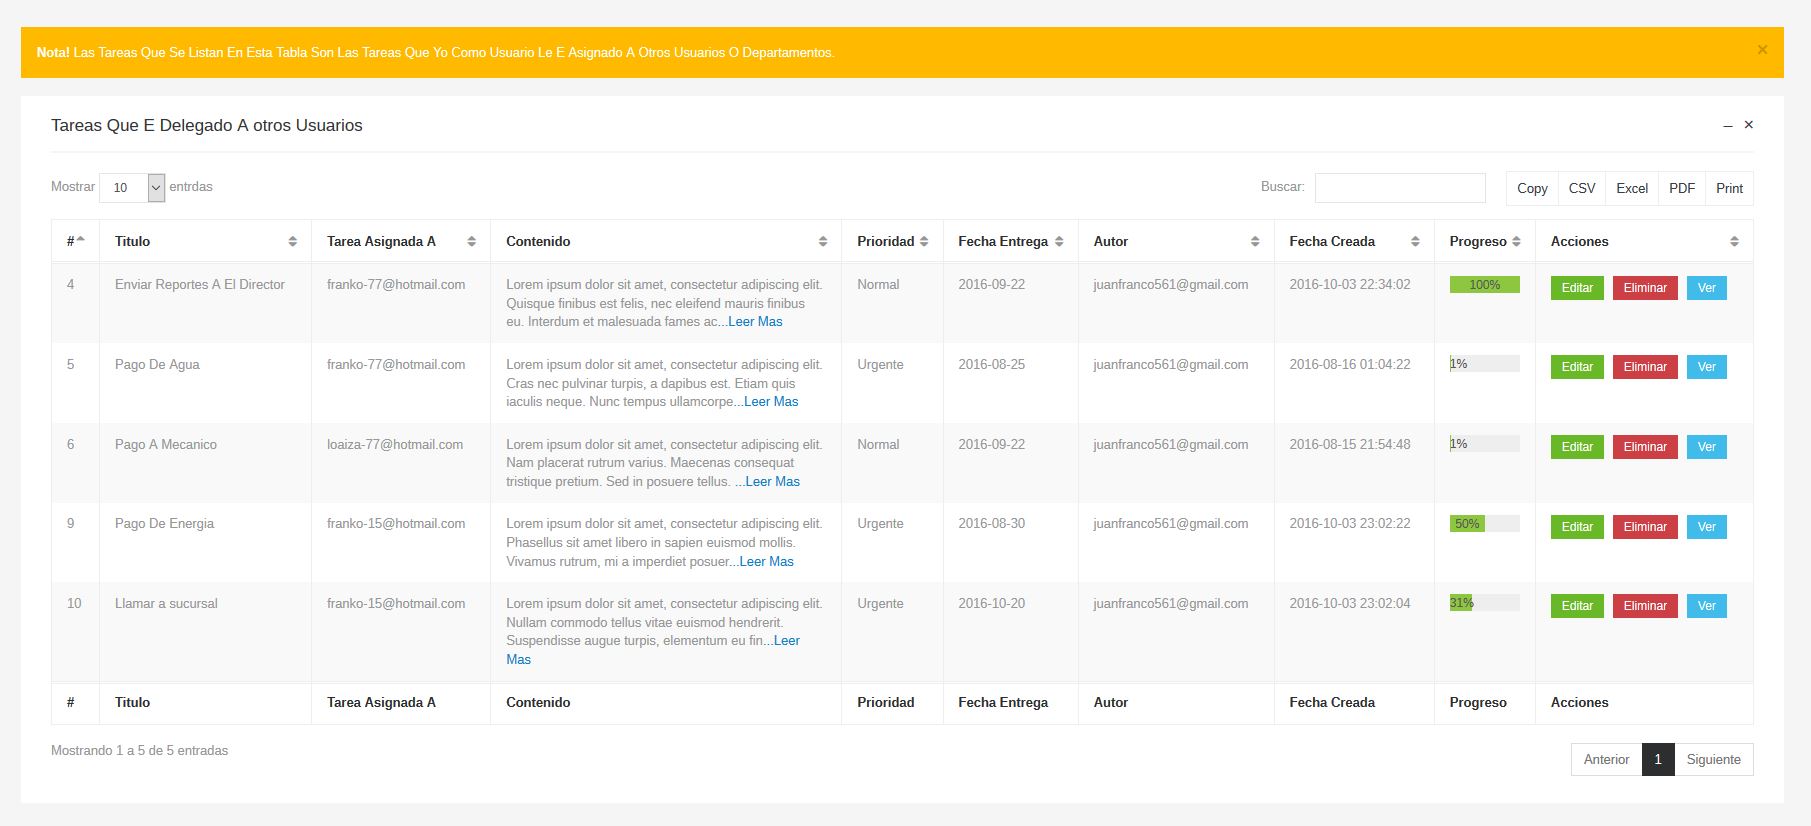 Nota! Las Tareas Que Se Listan En Esta Tabla Son Las Tareas Que Yo Como Usuario Le E Asignado A Otros Usuarios O Departamentos. ×
Tareas Que E Delegado A otros Usuarios – ×
Mostrar 10 entrdas Buscar: Copy CSV Excel PDF Print
# Titulo Tarea Asignada A Contenido Prioridad Fecha Entrega Autor Fecha Creada Progreso Acciones
4 Enviar Reportes A El Director franko-77@hotmail.com Lorem ipsum dolor sit amet, consectetur adipiscing elit. Normal 2016-09-22 juanfranco561@gmail.com 2016-10-03 22:34:02 100% Editar Eliminar Ver
Quisque finibus est felis, nec eleifend mauris finibus
eu. Interdum et malesuada fames ac...Leer Mas
5 Pago De Agua franko-77@hotmail.com Lorem ipsum dolor sit amet, consectetur adipiscing elit. Urgente 2016-08-25 juanfranco561@gmail.com 2016-08-16 01:04:22 1% Editar Eliminar Ver
Cras nec pulvinar turpis, a dapibus est. Etiam quis
iaculis neque. Nunc tempus ullamcorpe...Leer Mas
6 Pago A Mecanico loaiza-77@hotmail.com Lorem ipsum dolor sit amet, consectetur adipiscing elit. Normal 2016-09-22 juanfranco561@gmail.com 2016-08-15 21:54:48 1% Editar Eliminar Ver
Nam placerat rutrum varius. Maecenas consequat
tristique pretium. Sed in posuere tellus. ...Leer Mas
9 Pago De Energia franko-15@hotmail.com Lorem ipsum dolor sit amet, consectetur adipiscing elit. Urgente 2016-08-30 juanfranco561@gmail.com 2016-10-03 23:02:22 50% Editar Eliminar Ver
Phasellus sit amet libero in sapien euismod mollis.
Vivamus rutrum, mi a imperdiet posuer...Leer Mas
10 Llamar a sucursal franko-15@hotmail.com Lorem ipsum dolor sit amet, consectetur adipiscing elit. Urgente 2016-10-20 juanfranco561@gmail.com 2016-10-03 23:02:04 31% Editar Eliminar Ver
Nullam commodo tellus vitae euismod hendrerit.
Suspendisse augue turpis, elementum eu fin...Leer
Mas
# Titulo Tarea Asignada A Contenido Prioridad Fecha Entrega Autor Fecha Creada Progreso Acciones
Mostrando 1 a 5 de 5 entradas Anterior 1 Siguiente